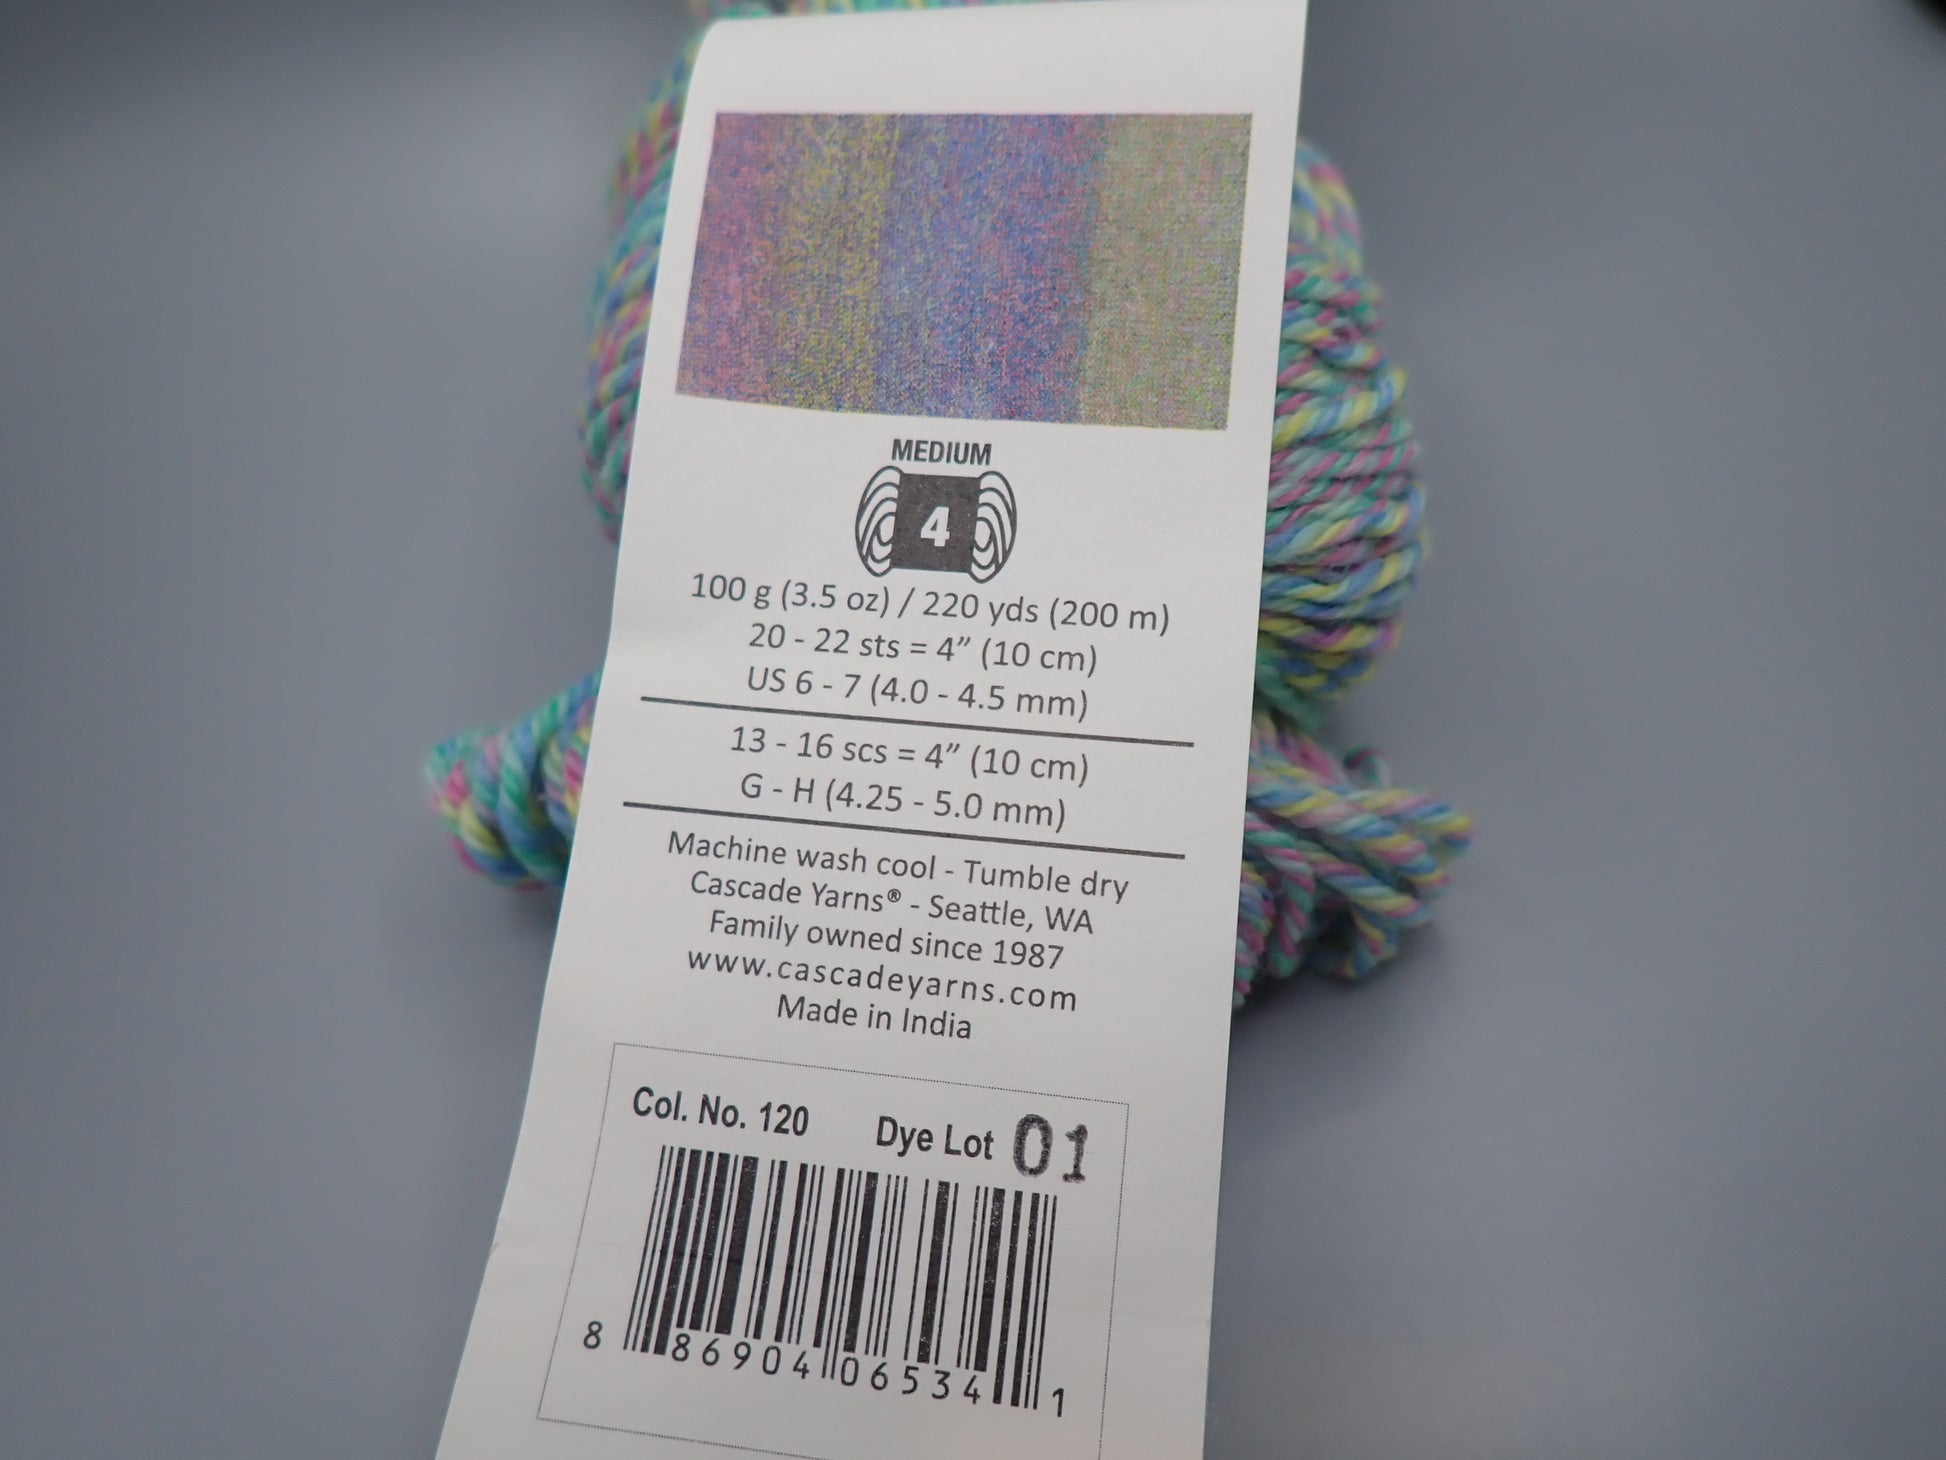 MEDIUM
4
100 g (3.5 oz) / 220 yds (200 m)
20 - 22 sts = 4” (10 cm)
US 6 - 7 (4.0 - 4.5 mm)
13 - 16 scs = 4” (10 cm)
G - H (4.25 - 5.0 mm)
Machine wash cool - Tumble dry
Cascade Yarns® - Seattle, WA
Family owned since 1987
www.cascadeyarns.com
Made in India
Col. No. 120 Dye Lot 01
8 86904 06534 1